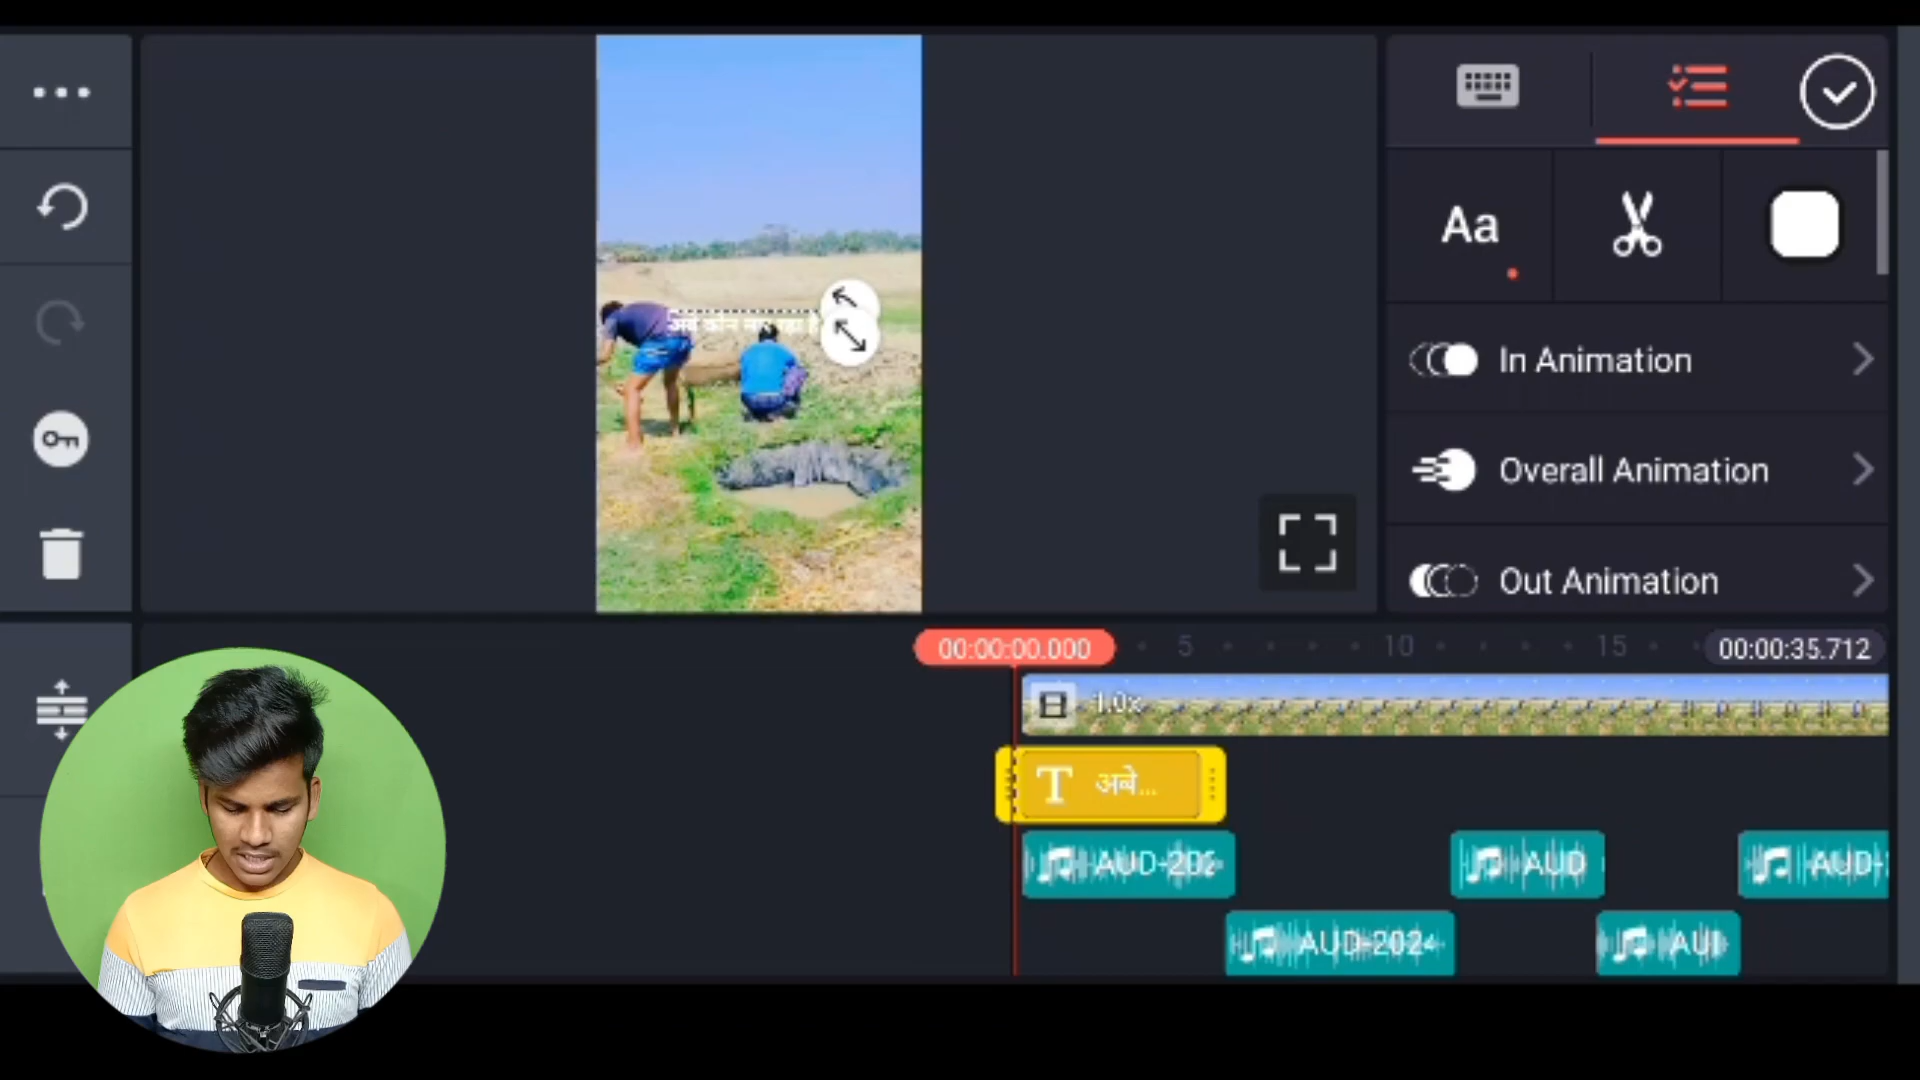 Aa
In Animation
Overall Animation
Out Animation
00:00:00.000
5
10
15
00:00:35.712
1.0x
T अबे...
AUD-202
AUD
AUD-
AUD-202
AUD